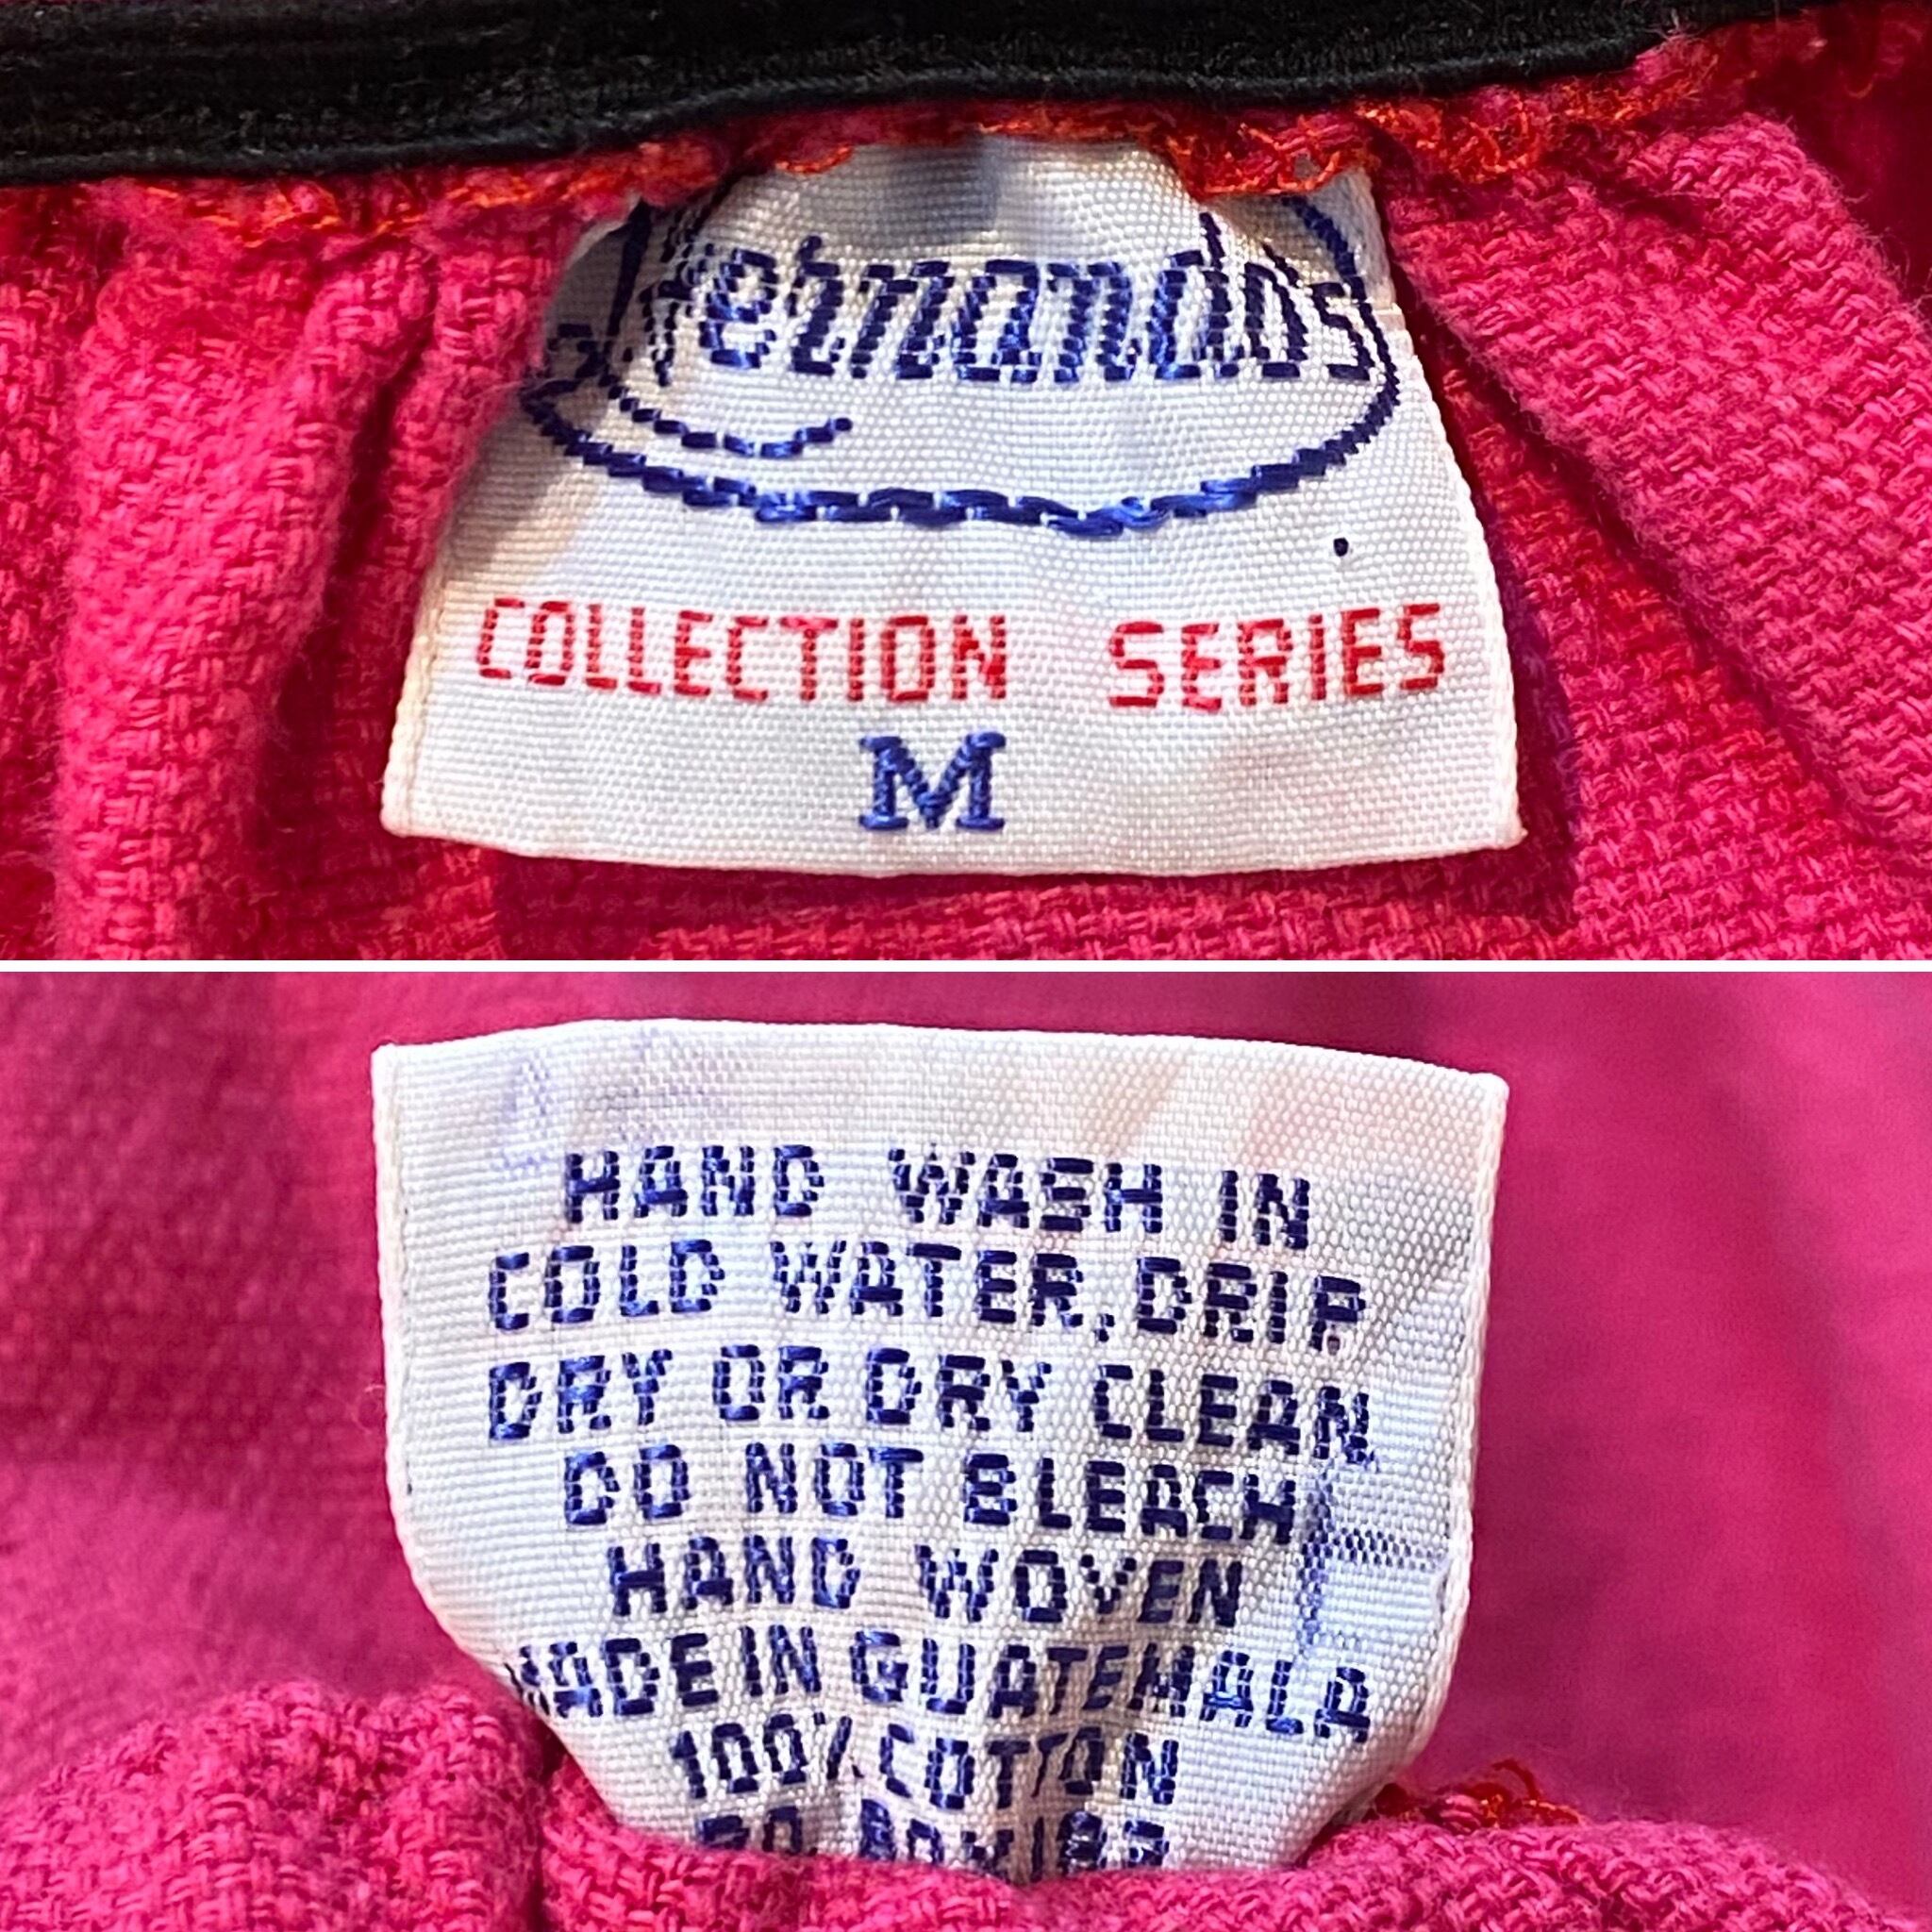 Fernandos
COLLECTION SERIES
M
HAND WASH IN
COLD WATER, DRIP
DRY OR DRY CLEAN
DO NOT BLEACH
HAND WOVEN
MADE IN GUATEMALA
100% COTTON